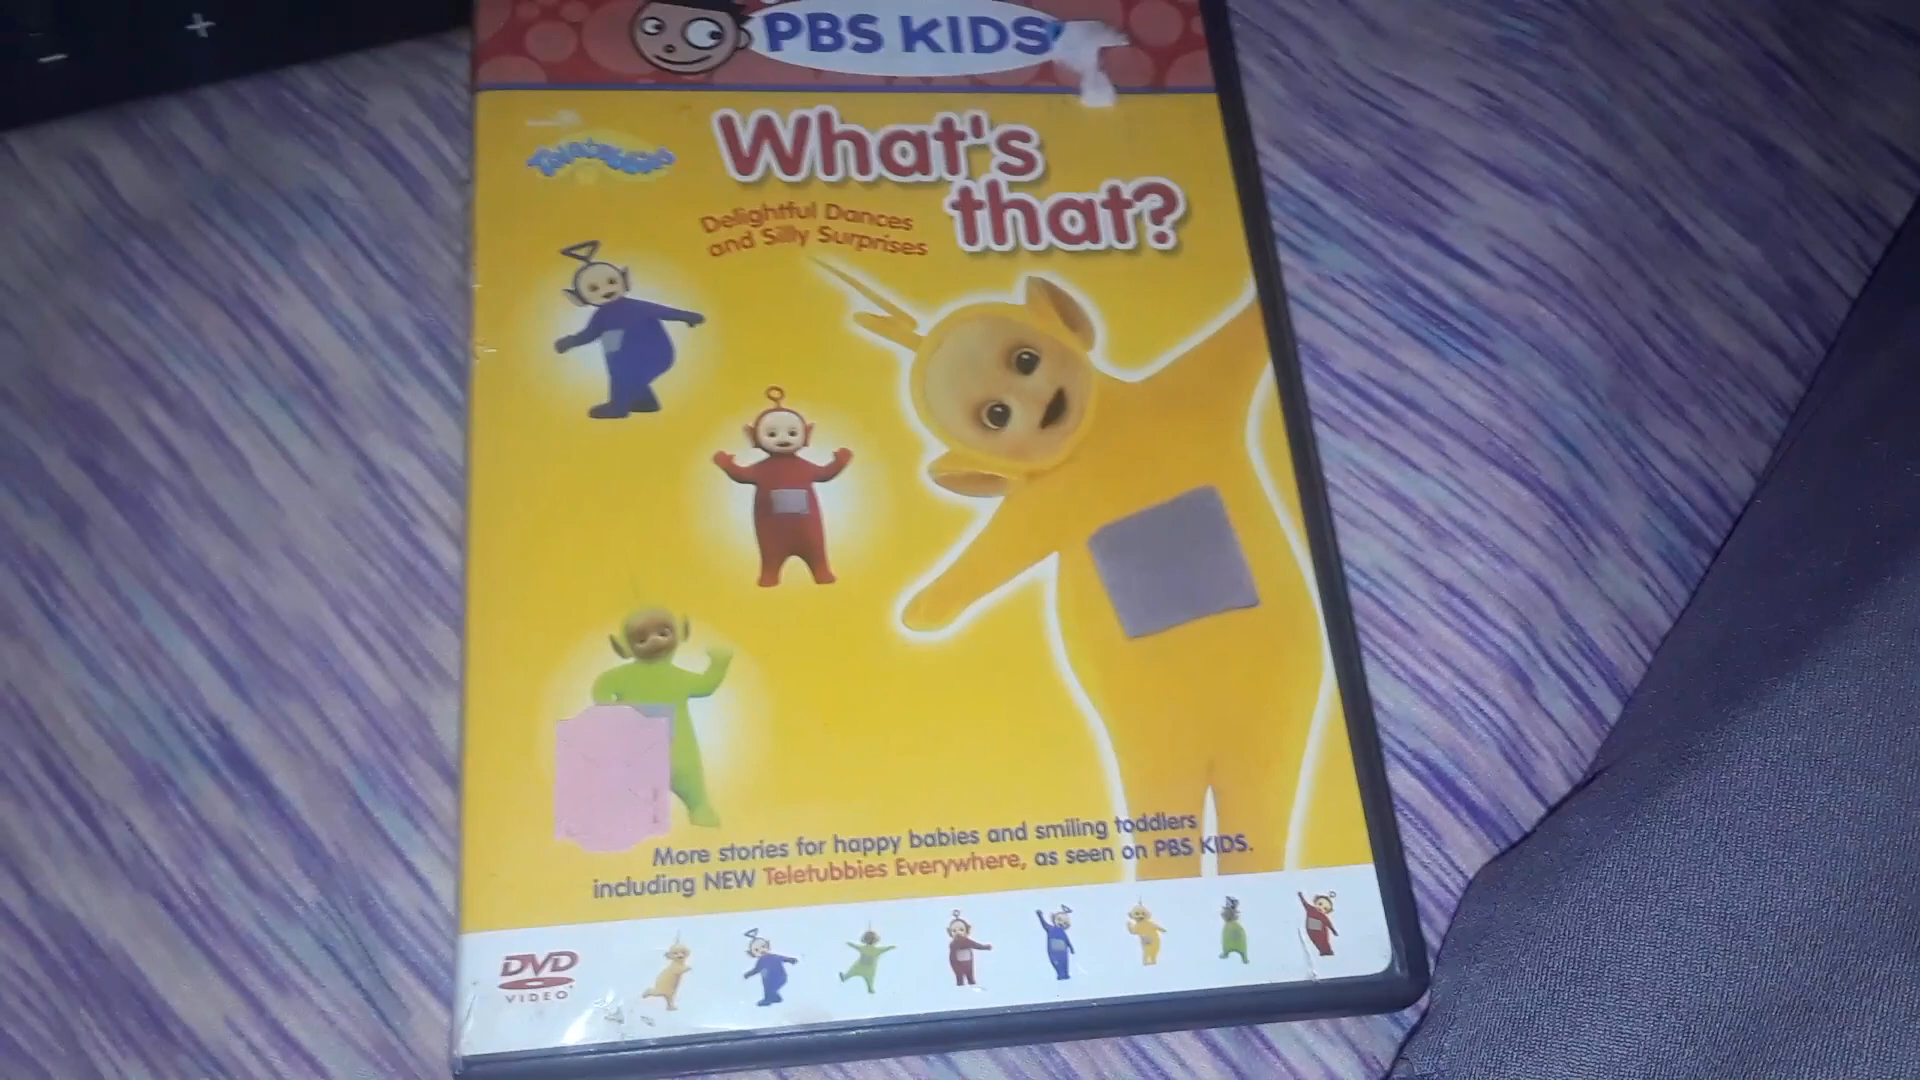 PBS KIDS
Teletubbies
What's
that?
Delightful Dances
and Silly Surprises
More stories for happy babies and smiling toddlers
including NEW Teletubbies Everywhere, as seen on PBS KIDS.
DVD
VIDEO